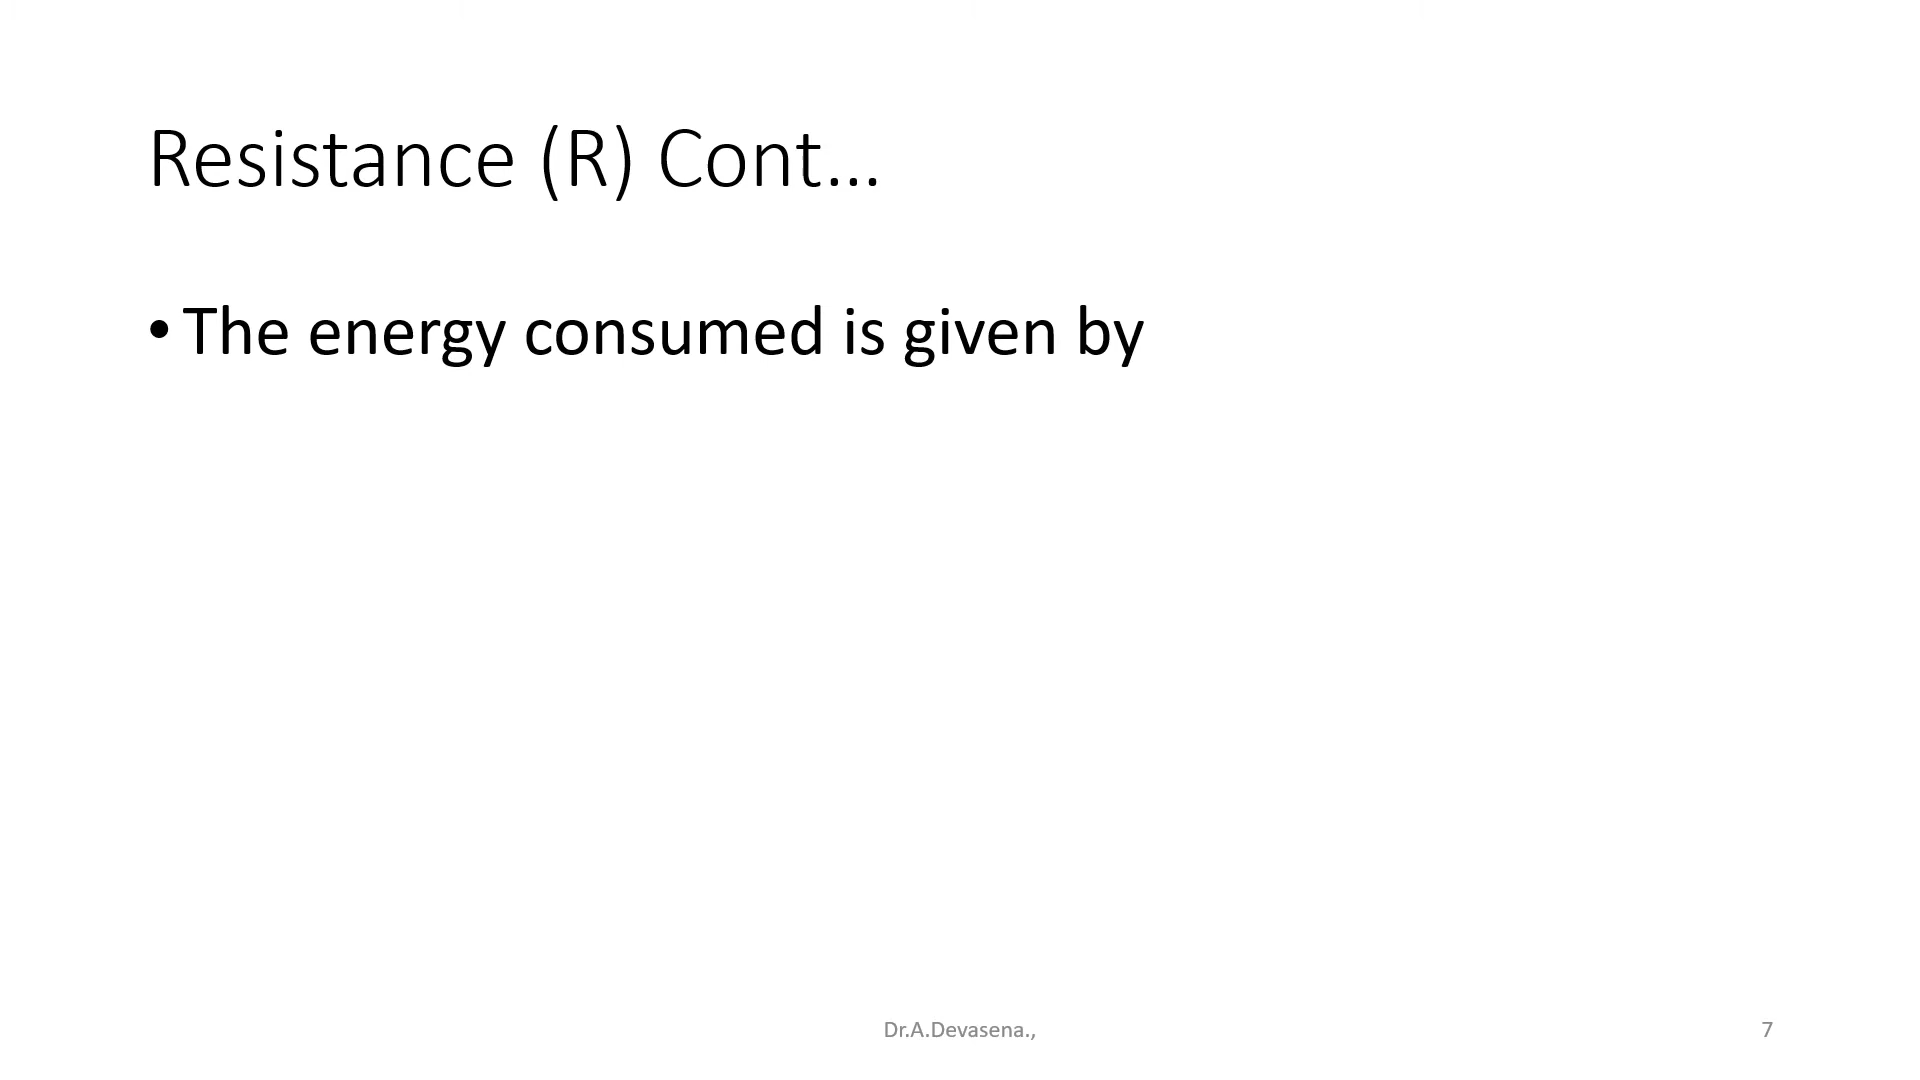 Resistance (R) Cont…
• The energy consumed is given by
Dr.A.Devasena.,
7